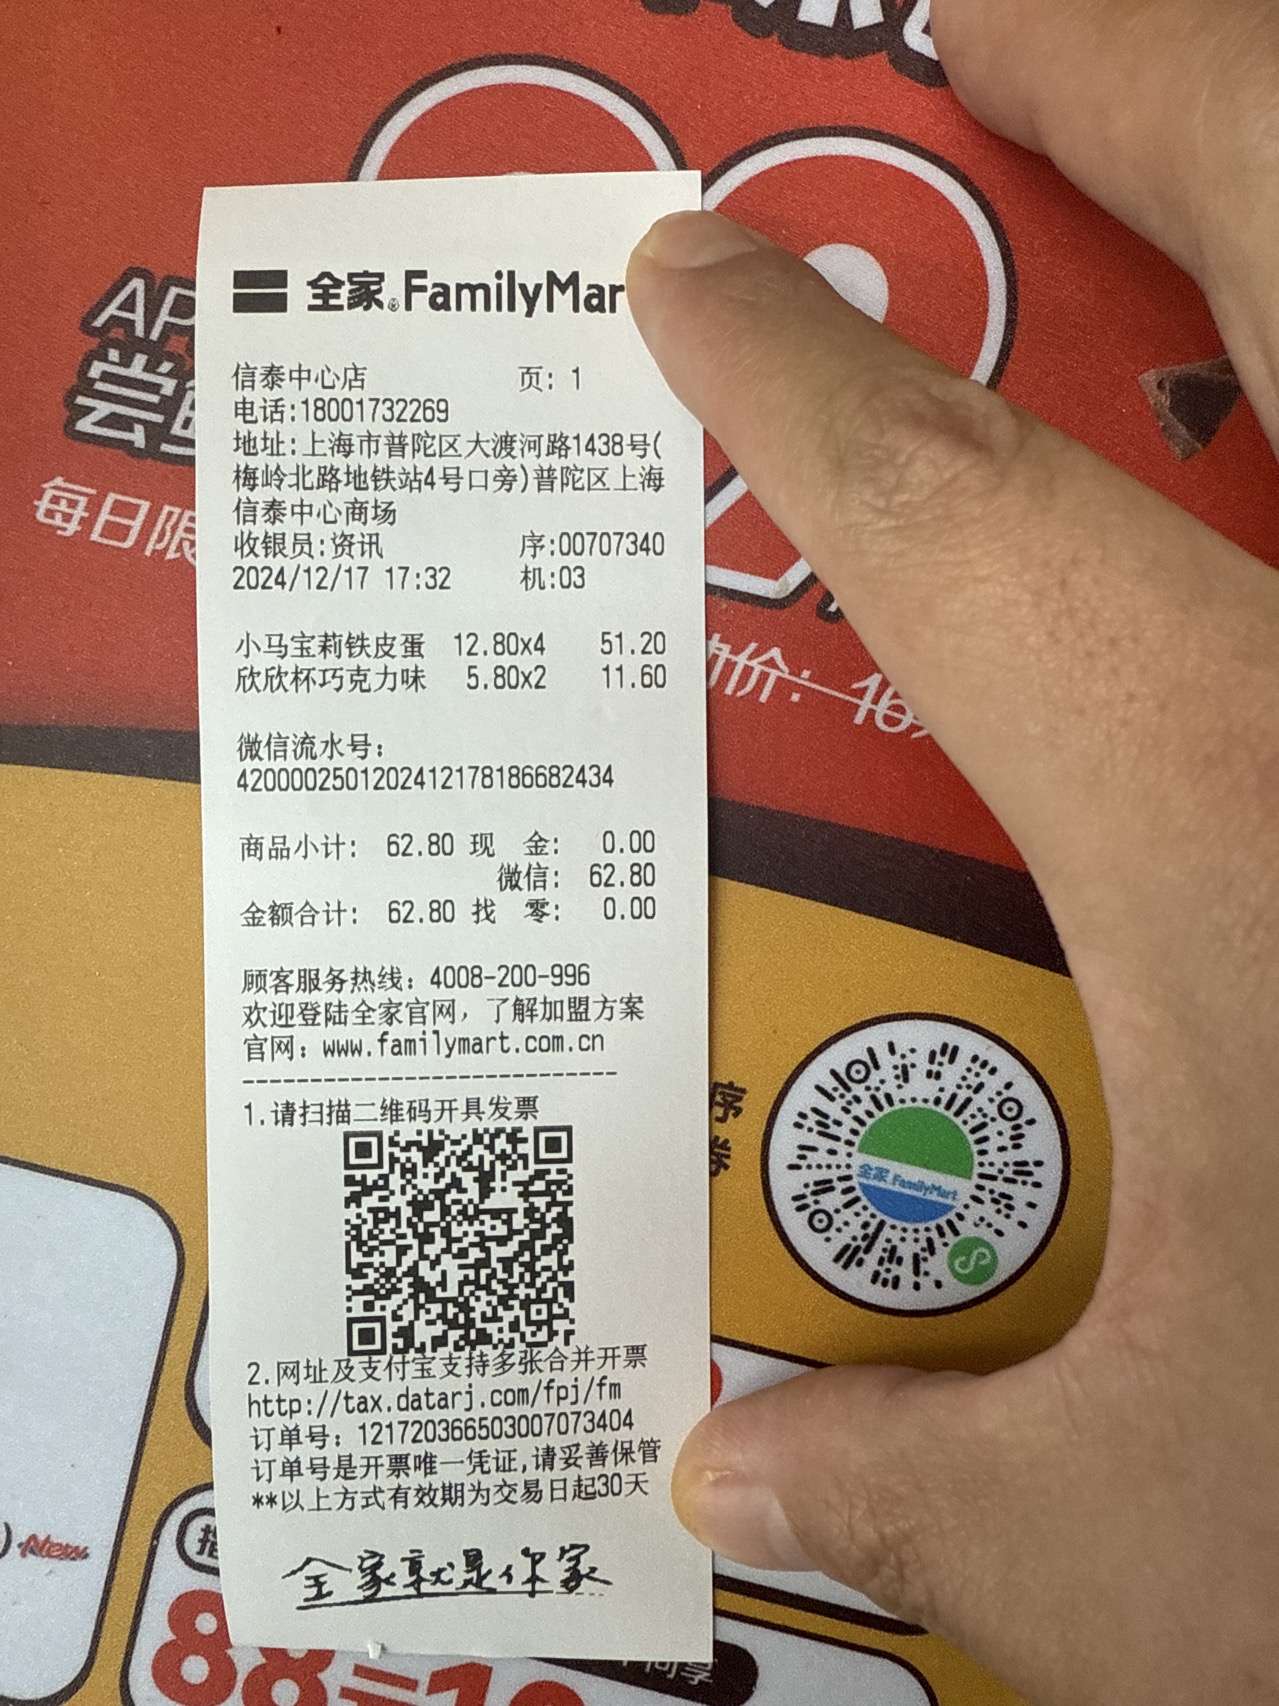 全家®FamilyMar
信泰中心店 页: 1
电话:18001732269
地址:上海市普陀区大渡河路1438号(
梅岭北路地铁站4号口旁)普陀区上海
信泰中心商场
收银员:资讯 序:00707340
2024/12/17 17:32 机:03
小马宝莉铁皮蛋 12.80x4 51.20
欣欣杯巧克力味 5.80x2 11.60
微信流水号:
4200002501202412178186682434
商品小计: 62.80 现 金: 0.00
微信: 62.80
金额合计: 62.80 找 零: 0.00
顾客服务热线: 4008-200-996
欢迎登陆全家官网, 了解加盟方案
官网: www.familymart.com.cn
----------------------------
1.请扫描二维码开具发票
2.网址及支付宝支持多张合并开票
http://tax.datarj.com/fpj/fm
订单号: 121720366503007073404
订单号是开票唯一凭证,请妥善保管
**以上方式有效期为交易日起30天
全家就是你家
AP
尝
每日限
价: 16
序
券
全家 FamilyMart
New
指
88元1
同享